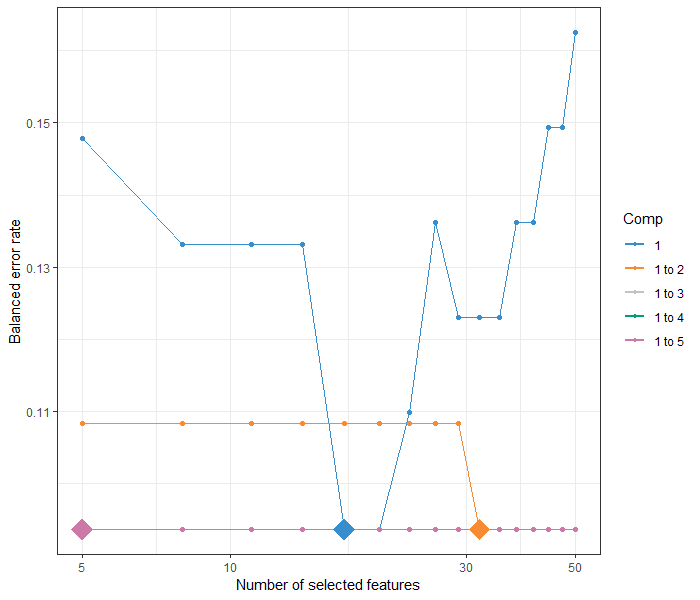 Balanced error rate
0.15
0.13
0.11
5
10
30
50
Number of selected features
Comp
1
1 to 2
1 to 3
1 to 4
1 to 5